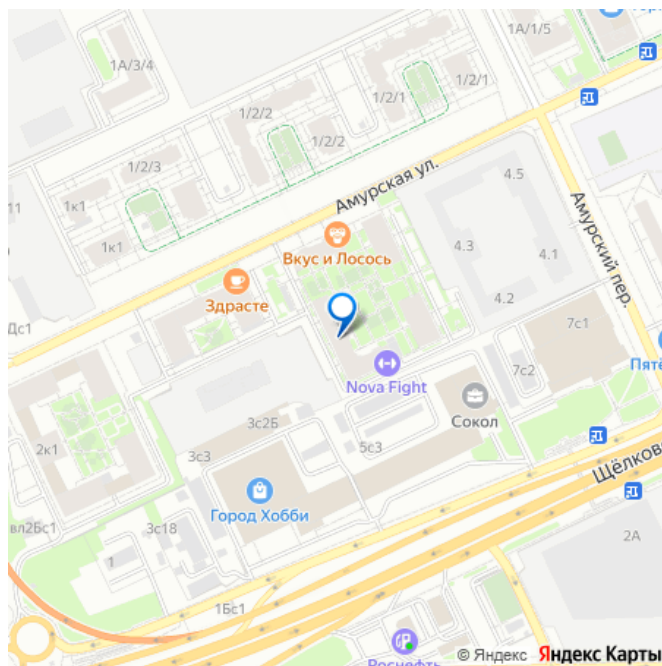 1А/1/5
1А/3/4
1/2/1
1/2/1
1/2/2
1/2/2
1/2/3
1к1
1к1
11
Амурская ул.
4.5
4.3
4.1
4.2
Амурский пер.
Вкус и Лосось
Здрасте
Дс1
7с1
7с2
Nova Fight
Сокол
2к1
3с2Б
3с3
5с3
Город Хобби
вл2Бс1
3с18
1
1Бс1
2А
Роснефть
© Яндекс Яндекс Карты